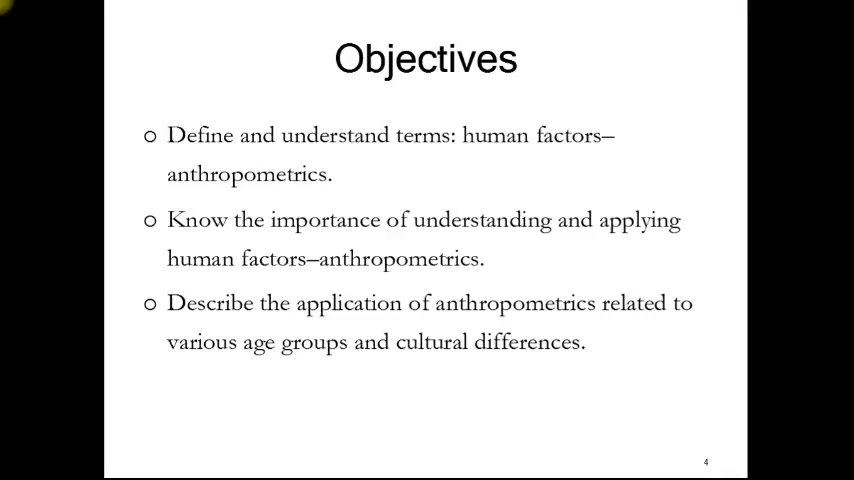 Objectives
o Define and understand terms: human factors–
anthropometrics.
o Know the importance of understanding and applying
human factors–anthropometrics.
o Describe the application of anthropometrics related to
various age groups and cultural differences.
4